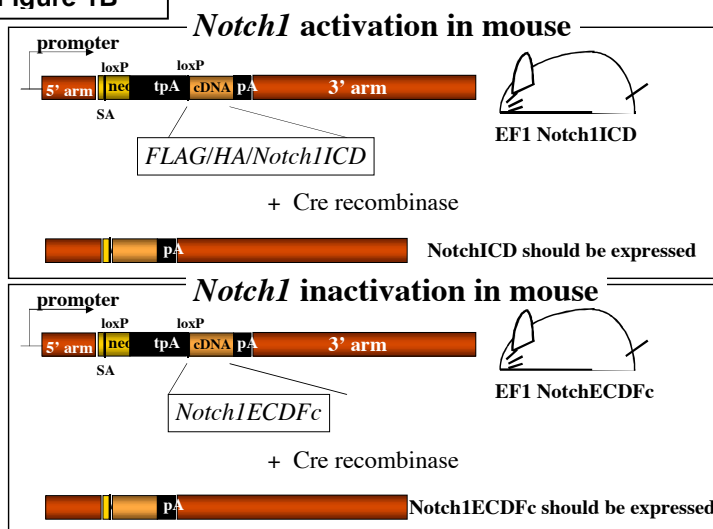 Figure 1B
Notch1 activation in mouse
promoter
loxP loxP
5' arm neo tpA cDNA pA 3' arm
SA
EF1 Notch1ICD
FLAG/HA/Notch1ICD
+ Cre recombinase
pA
NotchICD should be expressed
Notch1 inactivation in mouse
promoter
loxP loxP
5' arm neo tpA cDNA pA 3' arm
SA
EF1 NotchECDFc
Notch1ECDFc
+ Cre recombinase
pA
Notch1ECDFc should be expressed